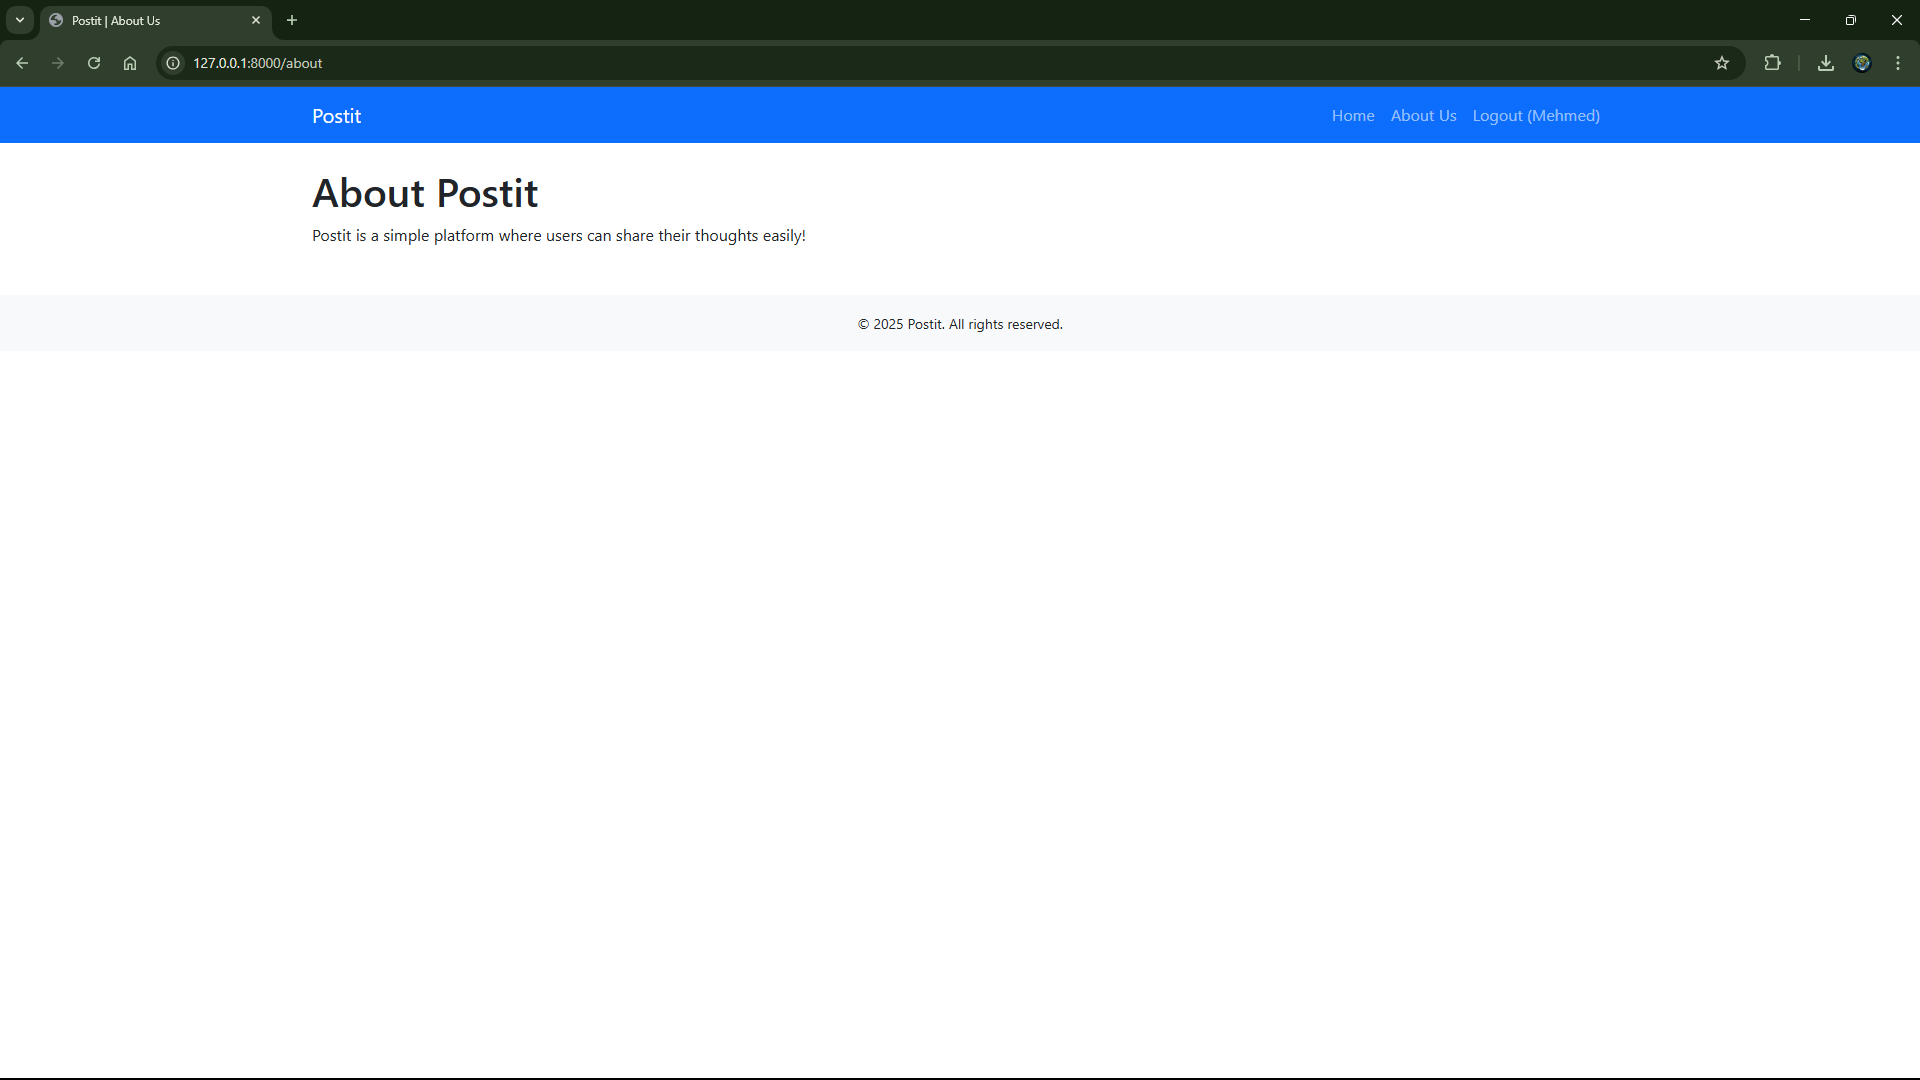 Postit | About Us
127.0.0.1:8000/about
Postit
Home About Us Logout (Mehmed)
About Postit
Postit is a simple platform where users can share their thoughts easily!
© 2025 Postit. All rights reserved.